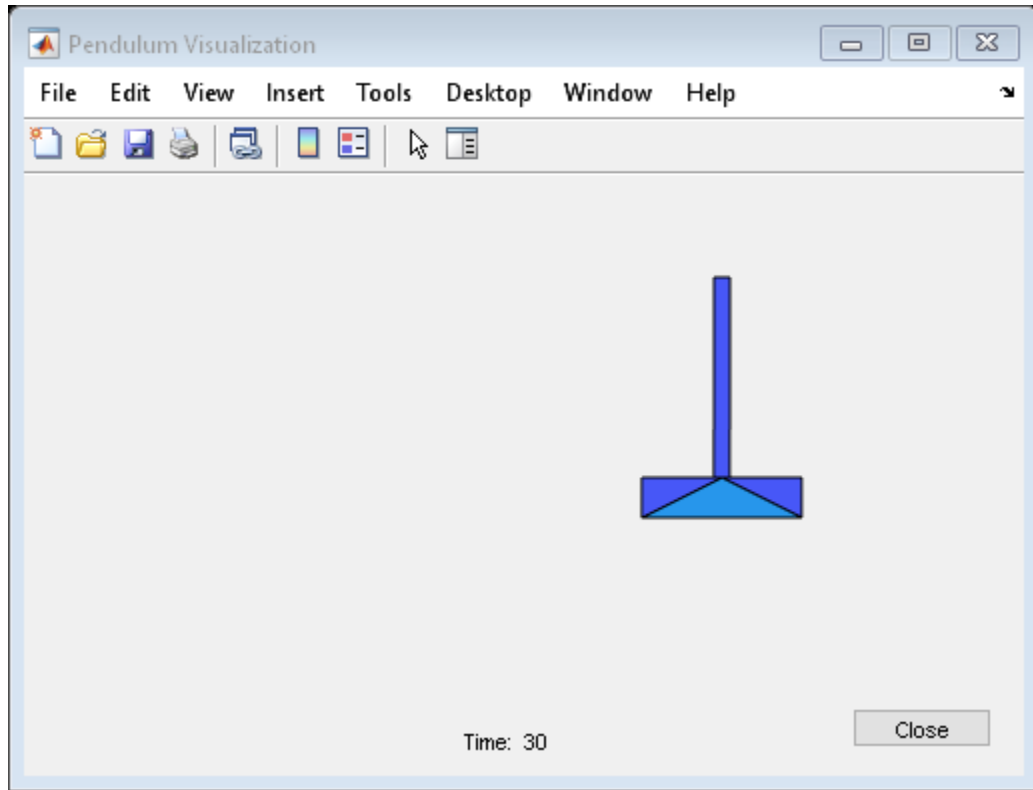 Pendulum Visualization
File Edit View Insert Tools Desktop Window Help
Time: 30
Close